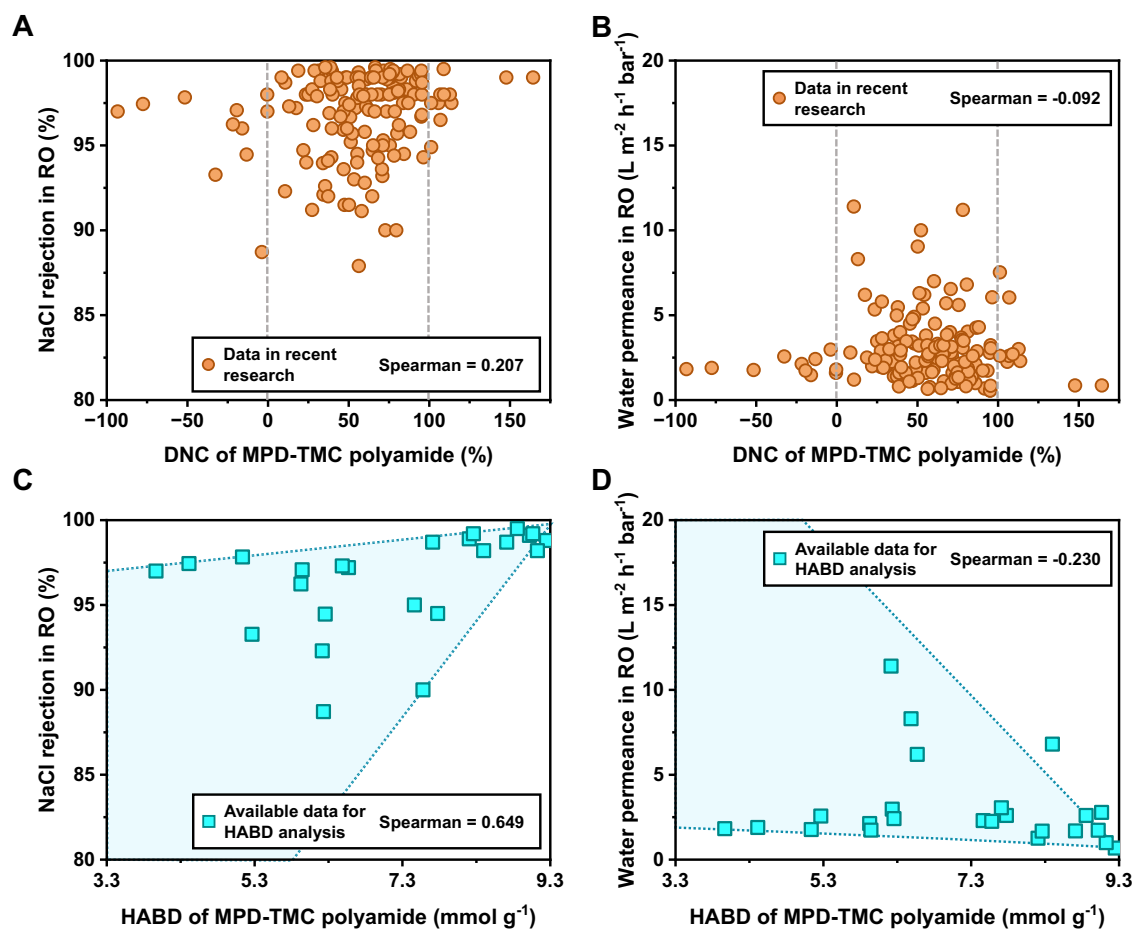 A
NaCl rejection in RO (%)
100
95
90
85
80
Data in recent
research
Spearman = 0.207
−100
−50
0
50
100
150
DNC of MPD-TMC polyamide (%)
B
Water permeance in RO (L m⁻² h⁻¹ bar⁻¹)
20
15
10
5
0
Data in recent
research
Spearman = -0.092
−100
−50
0
50
100
150
DNC of MPD-TMC polyamide (%)
C
NaCl rejection in RO (%)
100
95
90
85
80
Available data for
HABD analysis
Spearman = 0.649
3.3
5.3
7.3
9.3
HABD of MPD-TMC polyamide (mmol g⁻¹)
D
Water permeance in RO (L m⁻² h⁻¹ bar⁻¹)
20
15
10
5
0
Available data for
HABD analysis
Spearman = -0.230
3.3
5.3
7.3
9.3
HABD of MPD-TMC polyamide (mmol g⁻¹)